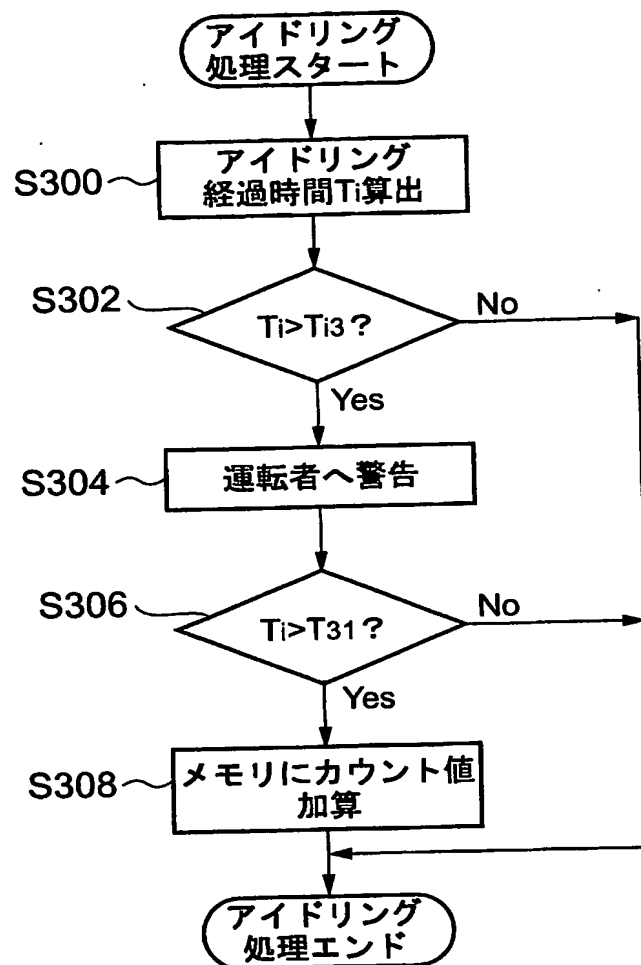 アイドリング
処理スタート
S300
アイドリング
経過時間Ti算出
S302
Ti>Ti3?
No
Yes
S304
運転者へ警告
S306
Ti>T31?
No
Yes
S308
メモリにカウント値
加算
アイドリング
処理エンド